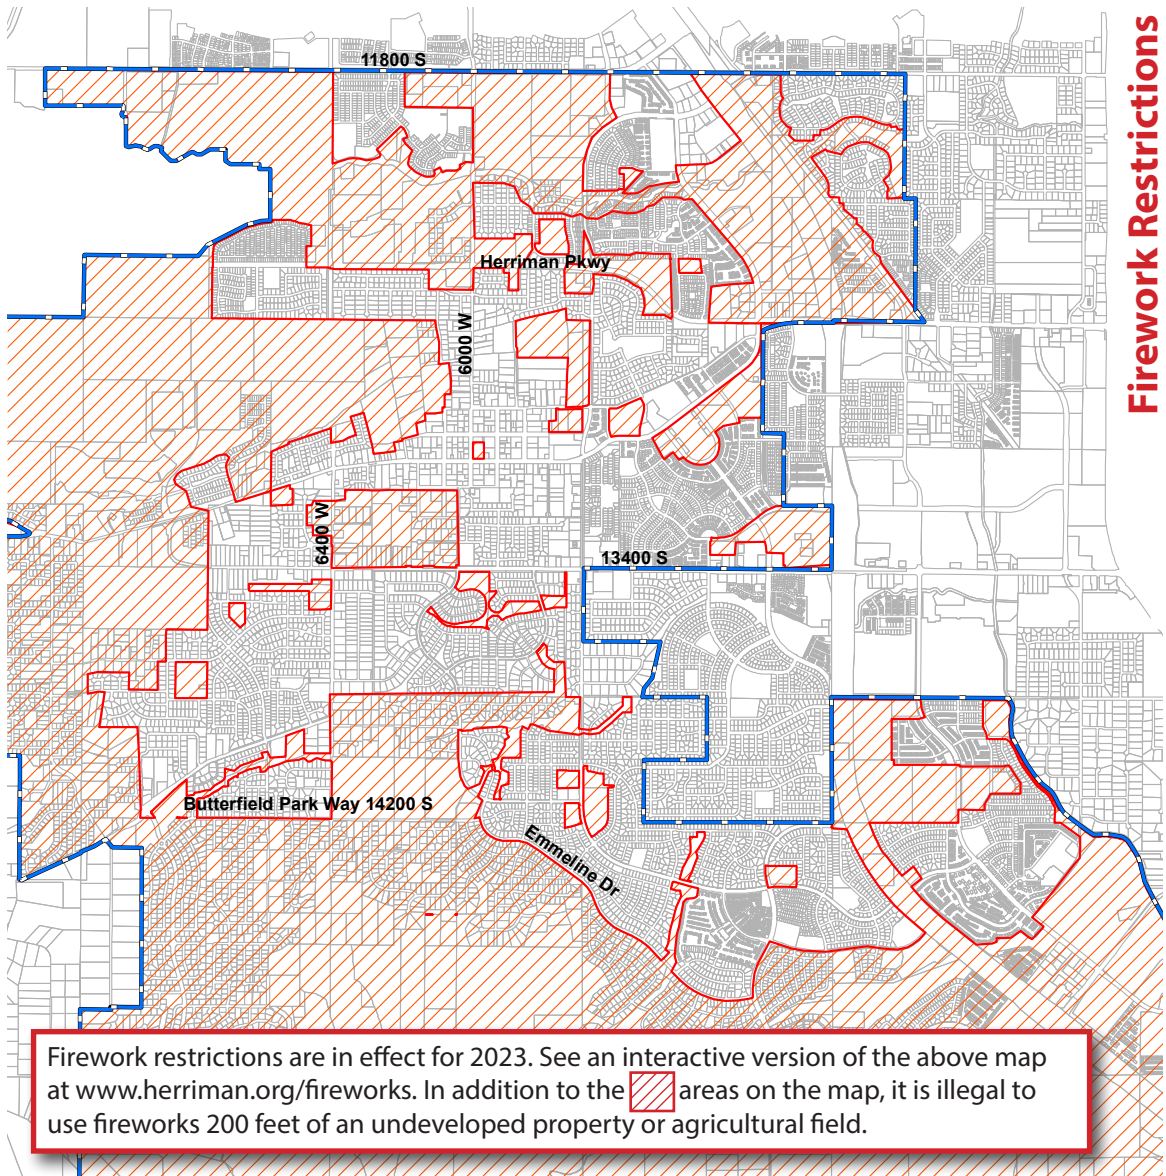 Firework Restrictions
11800 S
Herriman Pkwy
6000 W
6400 W
13400 S
Butterfield Park Way 14200 S
Emmeline Dr
Firework restrictions are in effect for 2023. See an interactive version of the above map
at www.herriman.org/fireworks. In addition to the areas on the map, it is illegal to
use fireworks 200 feet of an undeveloped property or agricultural field.